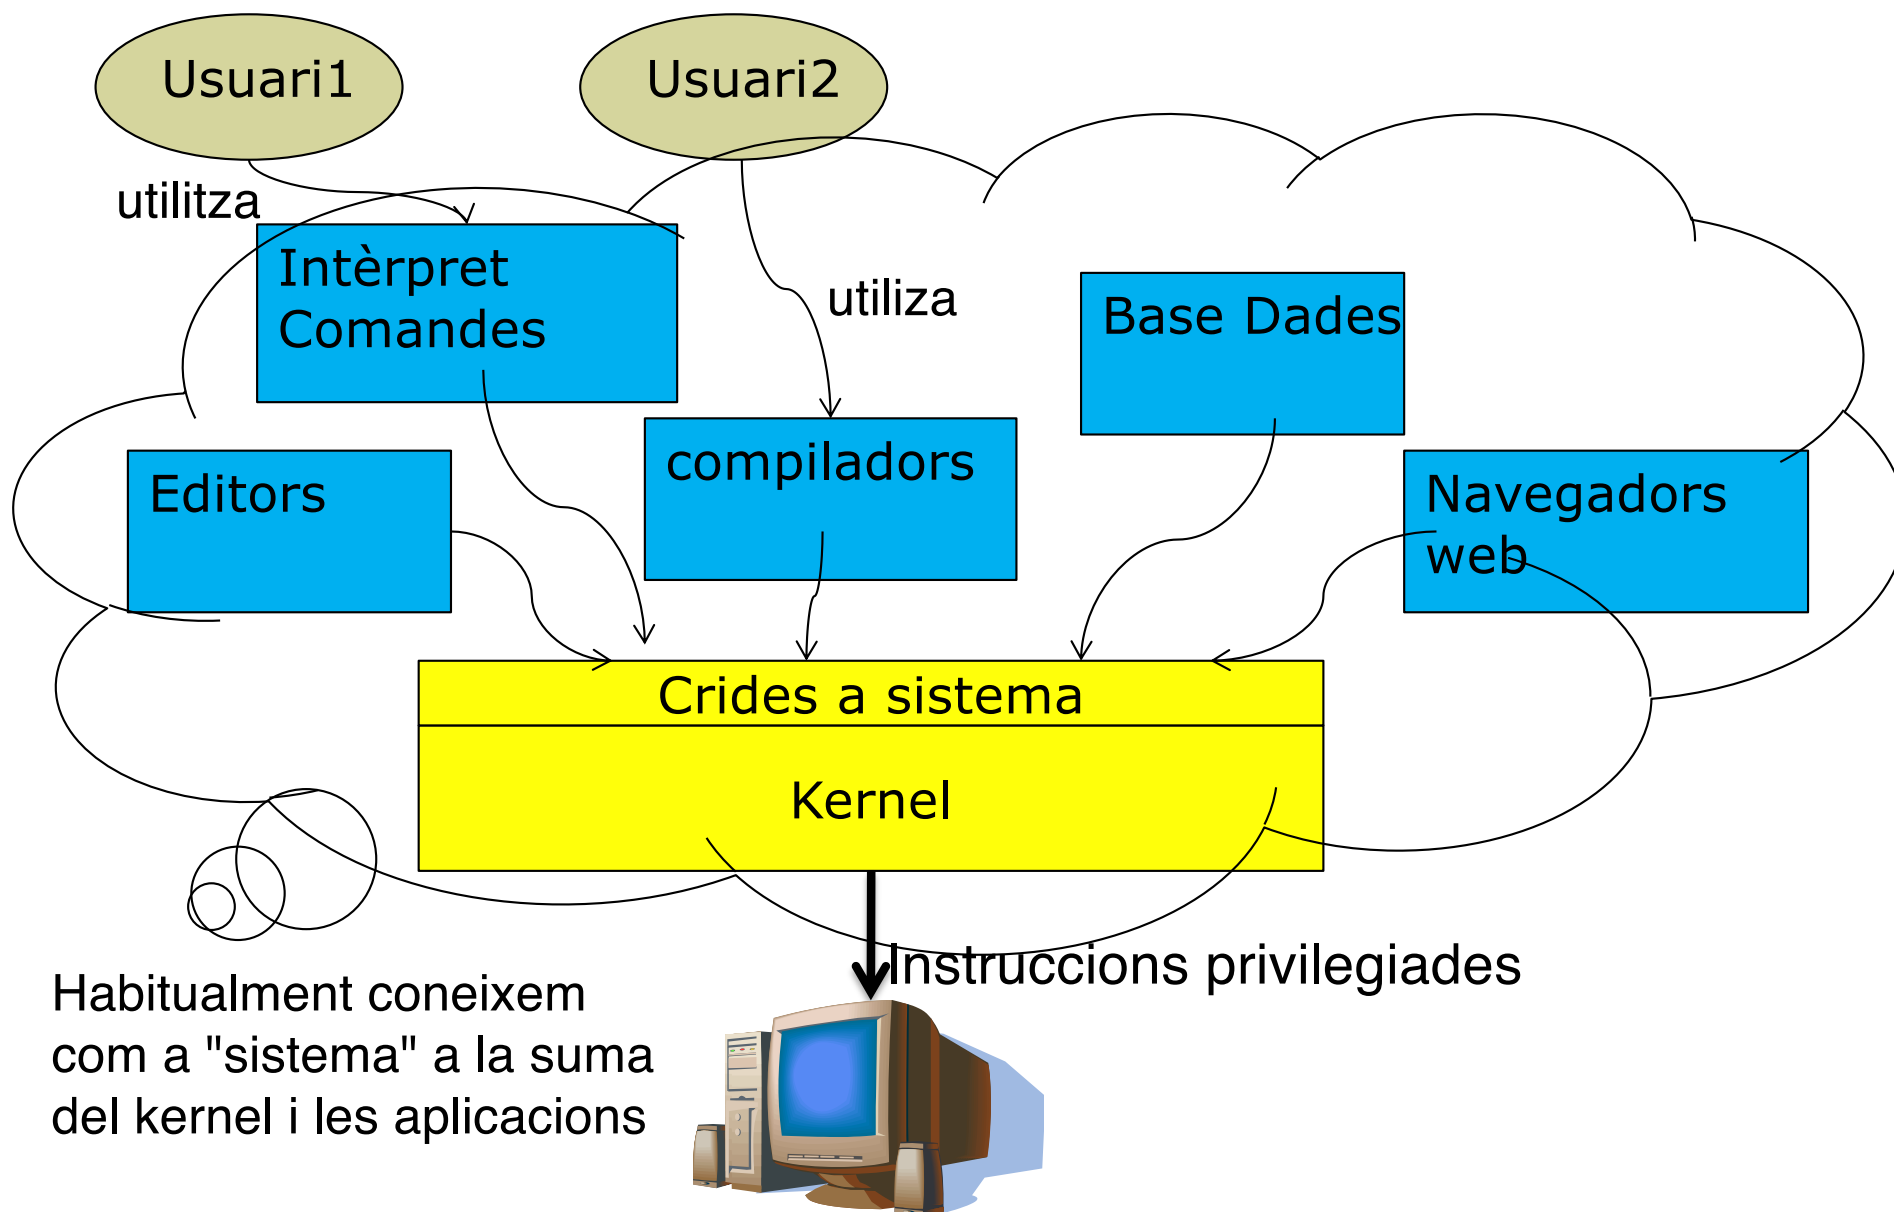 Usuari1
Usuari2
utilitza
Intèrpret
Comandes
utiliza
Base Dades
compiladors
Editors
Navegadors
web
Crides a sistema
Kernel
Instruccions privilegiades
Habitualment coneixem
com a "sistema" a la suma
del kernel i les aplicacions